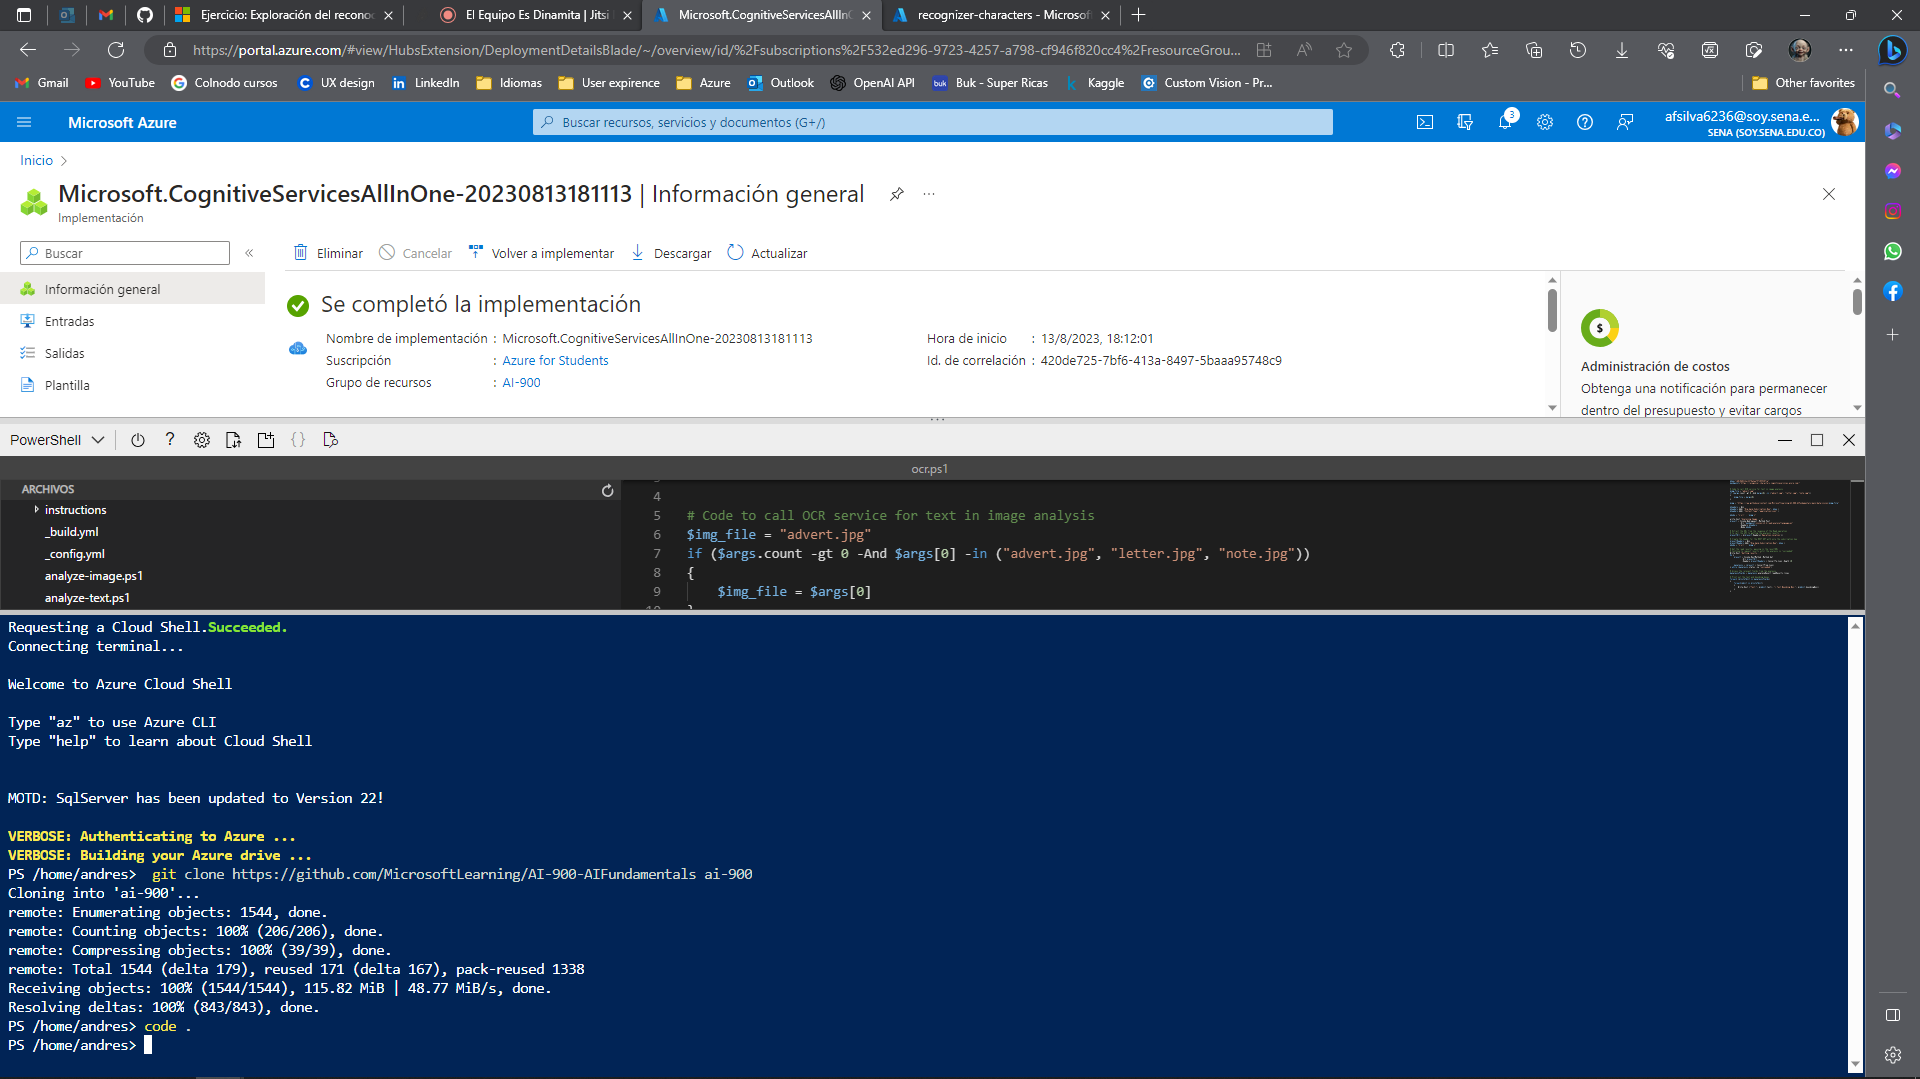 Ejercicio: Exploración del recono
El Equipo Es Dinamita | Jitsi
Microsoft.CognitiveServicesAllIn
recognizer-characters - Microsoft
https://portal.azure.com/#view/HubsExtension/DeploymentDetailsBlade/~/overview/id/%2Fsubscriptions%2F532ed296-9723-4257-a798-cf946f820cc4%2FresourceGrou...
Gmail YouTube Colnodo cursos UX design LinkedIn Idiomas User expirence Azure Outlook OpenAI API Buk - Super Ricas Kaggle Custom Vision - Pr... Other favorites
Microsoft Azure
Buscar recursos, servicios y documentos (G+/)
3
afsilva6236@soy.sena.e...
SENA (SOY.SENA.EDU.CO)
Inicio
Microsoft.CognitiveServicesAllInOne-20230813181113 | Información general
Implementación
Buscar
Eliminar Cancelar Volver a implementar Descargar Actualizar
Información general
Entradas
Salidas
Plantilla
Se completó la implementación
Nombre de implementación : Microsoft.CognitiveServicesAllInOne-20230813181113
Suscripción : Azure for Students
Grupo de recursos : AI-900
Hora de inicio : 13/8/2023, 18:12:01
Id. de correlación : 420de725-7bf6-413a-8497-5baaa95748c9
Administración de costos
Obtenga una notificación para permanecer
dentro del presupuesto y evitar cargos
PowerShell
ocr.ps1
ARCHIVOS
instructions
_build.yml
_config.yml
analyze-image.ps1
analyze-text.ps1
4
5 # Code to call OCR service for text in image analysis
6 $img_file = "advert.jpg"
7 if ($args.count -gt 0 -And $args[0] -in ("advert.jpg", "letter.jpg", "note.jpg"))
8 {
9 $img_file = $args[0]
10 }
Requesting a Cloud Shell.Succeeded.
Connecting terminal...
Welcome to Azure Cloud Shell
Type "az" to use Azure CLI
Type "help" to learn about Cloud Shell
MOTD: SqlServer has been updated to Version 22!
VERBOSE: Authenticating to Azure ...
VERBOSE: Building your Azure drive ...
PS /home/andres> git clone https://github.com/MicrosoftLearning/AI-900-AIFundamentals ai-900
Cloning into 'ai-900'...
remote: Enumerating objects: 1544, done.
remote: Counting objects: 100% (206/206), done.
remote: Compressing objects: 100% (39/39), done.
remote: Total 1544 (delta 179), reused 171 (delta 167), pack-reused 1338
Receiving objects: 100% (1544/1544), 115.82 MiB | 48.77 MiB/s, done.
Resolving deltas: 100% (843/843), done.
PS /home/andres> code .
PS /home/andres>